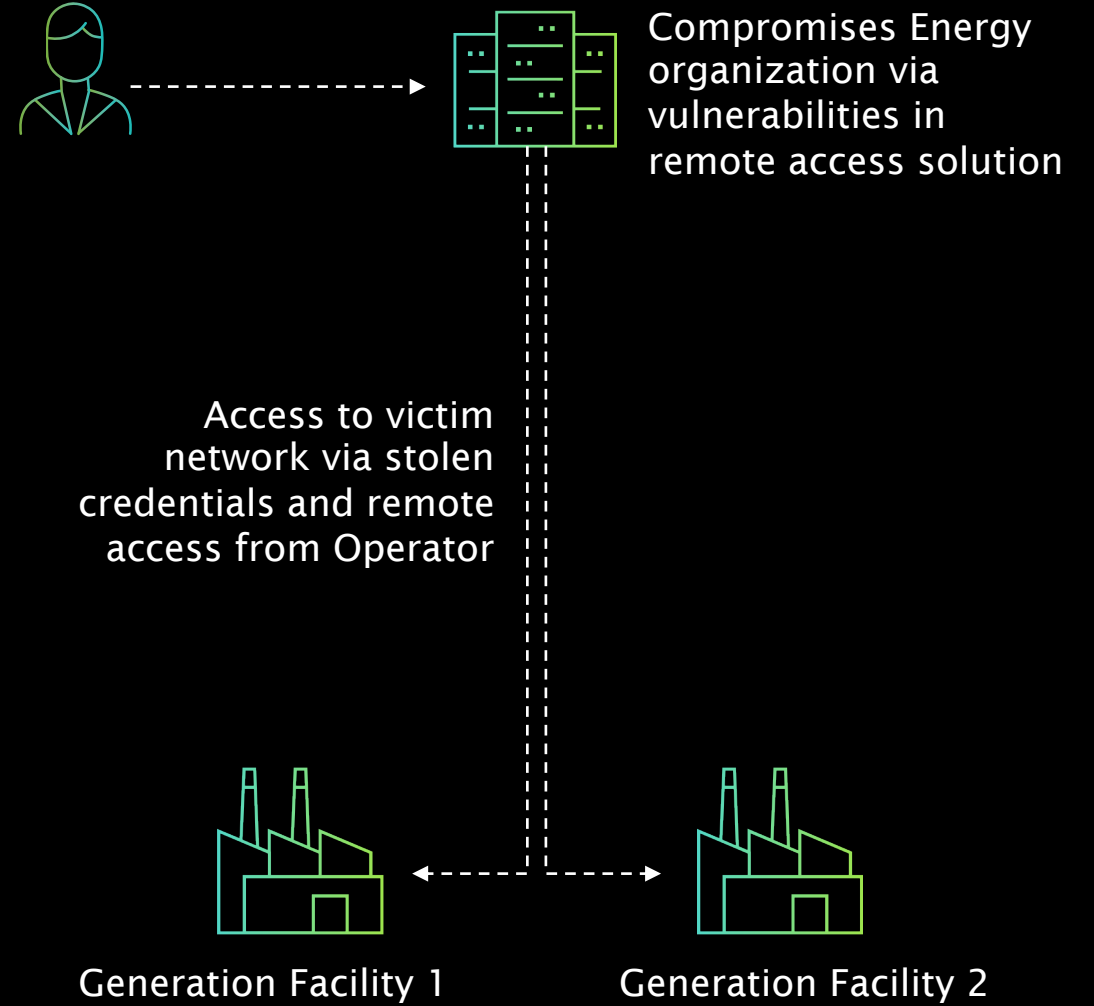 Compromises Energy
organization via
vulnerabilities in
remote access solution
Access to victim
network via stolen
credentials and remote
access from Operator
Generation Facility 1
Generation Facility 2